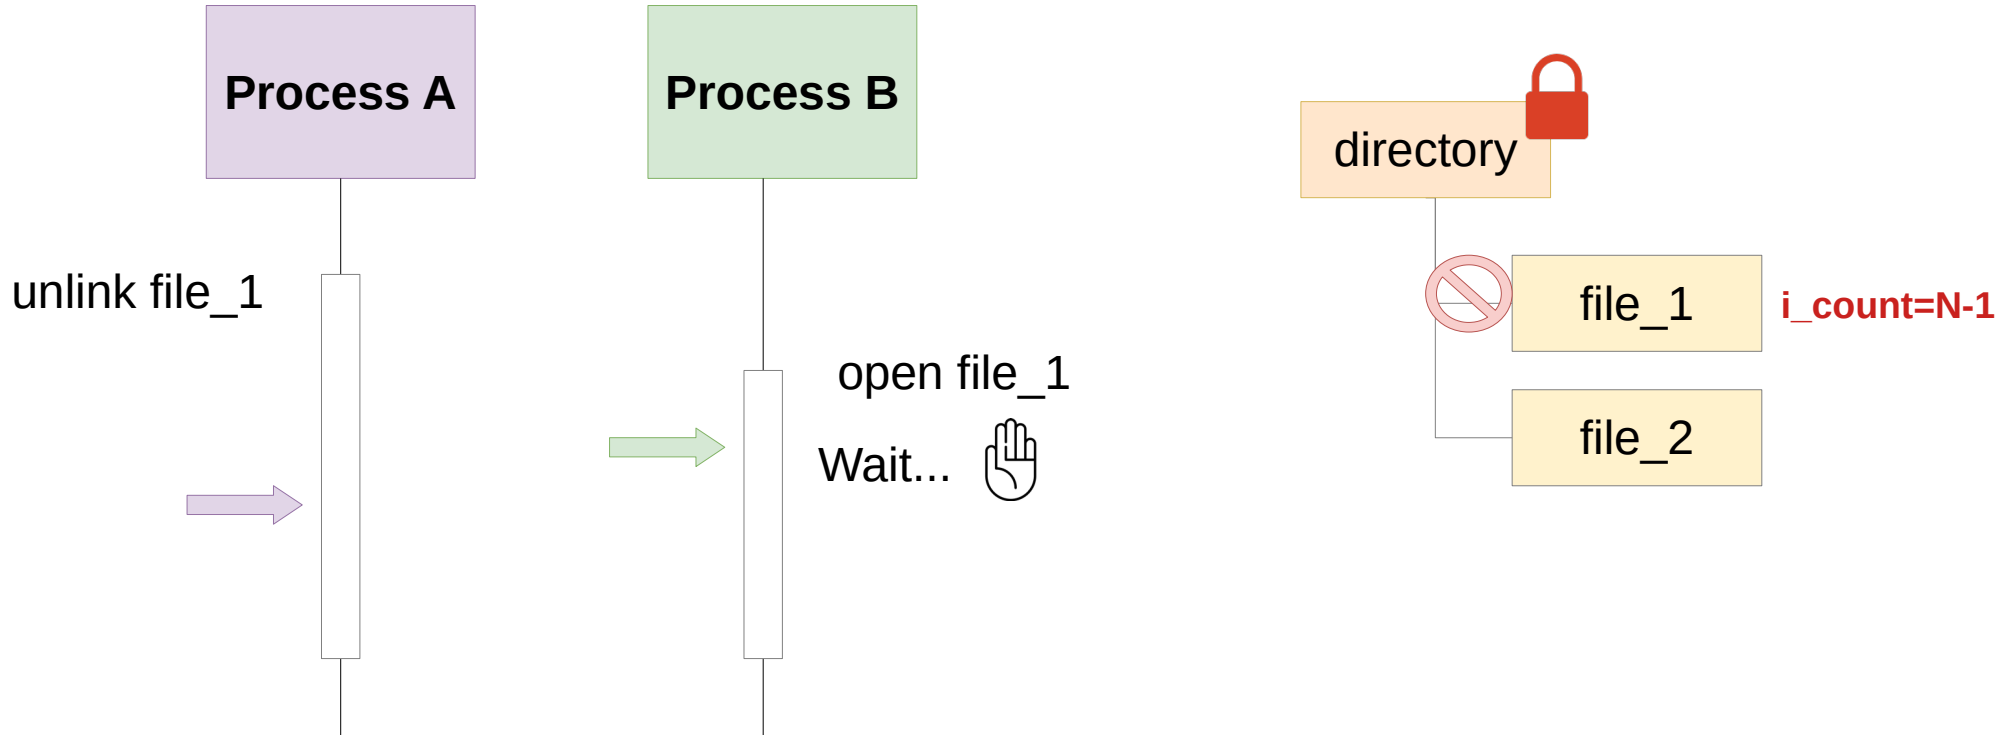 Process A
Process B
directory
unlink file_1
file_1
i_count=N-1
open file_1
Wait...
file_2